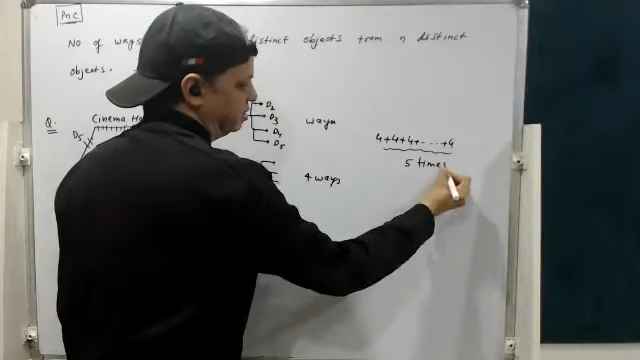 PnC
No of ways distinct objects from n distinct
objects.
Q. Cinema D2
D3 ways
D5 D4
D5
4+4+4+.....+4
5 times
4 ways